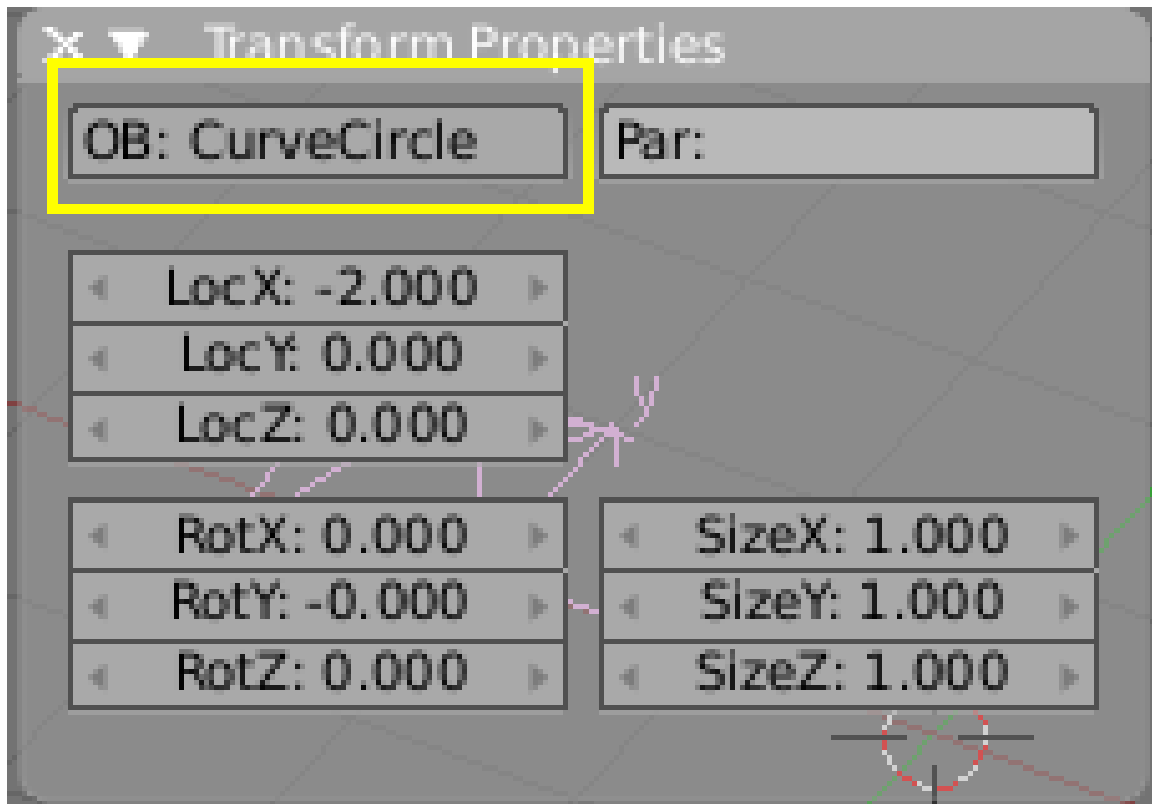 Transform Properties
OB: CurveCircle
Par:
LocX: -2.000
LocY: 0.000
LocZ: 0.000
RotX: 0.000
RotY: -0.000
RotZ: 0.000
SizeX: 1.000
SizeY: 1.000
SizeZ: 1.000
y